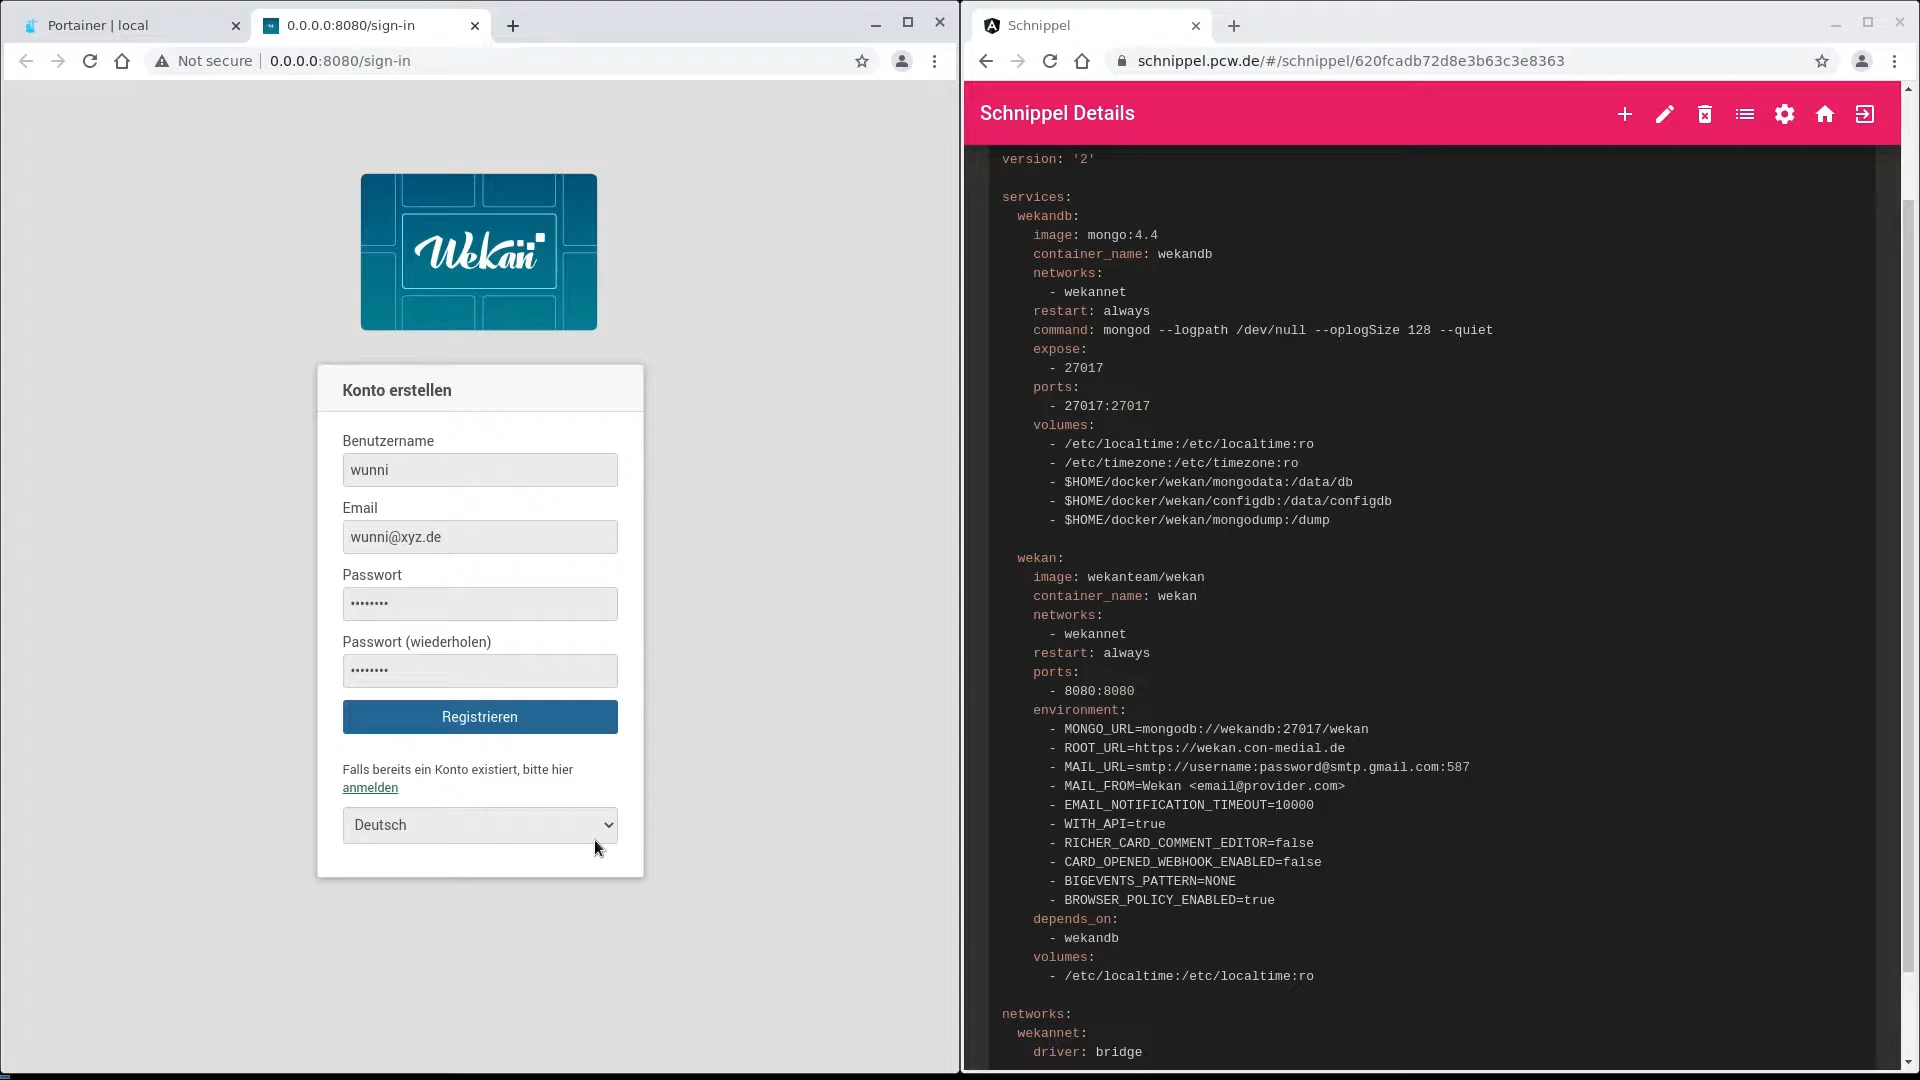 Portainer | local
0.0.0.0:8080/sign-in
Not secure
0.0.0.0:8080/sign-in
Wekan
Konto erstellen
Benutzername
wunni
Email
wunni@xyz.de
Passwort
••••••••
Passwort (wiederholen)
••••••••
Registrieren
Falls bereits ein Konto existiert, bitte hier
anmelden
Deutsch
Schnippel
schnippel.pcw.de/#/schnippel/620fcadb72d8e3b63c3e8363
Schnippel Details
version: '2'
services:
wekandb:
image: mongo:4.4
container_name: wekandb
networks:
- wekannet
restart: always
command: mongod --logpath /dev/null --oplogSize 128 --quiet
expose:
- 27017
ports:
- 27017:27017
volumes:
- /etc/localtime:/etc/localtime:ro
- /etc/timezone:/etc/timezone:ro
- $HOME/docker/wekan/mongodata:/data/db
- $HOME/docker/wekan/configdb:/data/configdb
- $HOME/docker/wekan/mongodump:/dump
wekan:
image: wekanteam/wekan
container_name: wekan
networks:
- wekannet
restart: always
ports:
- 8080:8080
environment:
- MONGO_URL=mongodb://wekandb:27017/wekan
- ROOT_URL=https://wekan.con-medial.de
- MAIL_URL=smtp://username:password@smtp.gmail.com:587
- MAIL_FROM=Wekan <email@provider.com>
- EMAIL_NOTIFICATION_TIMEOUT=10000
- WITH_API=true
- RICHER_CARD_COMMENT_EDITOR=false
- CARD_OPENED_WEBHOOK_ENABLED=false
- BIGEVENTS_PATTERN=NONE
- BROWSER_POLICY_ENABLED=true
depends_on:
- wekandb
volumes:
- /etc/localtime:/etc/localtime:ro
networks:
wekannet:
driver: bridge